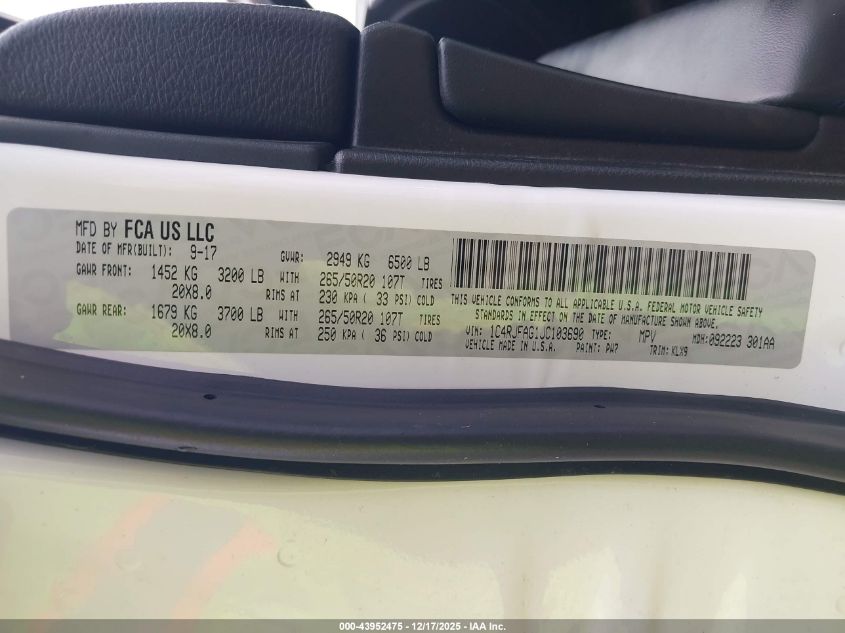 MFD BY FCA US LLC
DATE OF MFR(BUILT): 9-17 GVWR: 2949 KG 6500 LB
GAWR FRONT: 1452 KG 3200 LB WITH 265/50R20 107T TIRES
20X8.0 RIMS AT 230 KPA ( 33 PSI) COLD
GAWR REAR: 1679 KG 3700 LB WITH 265/50R20 107T TIRES
20X8.0 RIMS AT 250 KPA ( 36 PSI) COLD
THIS VEHICLE CONFORMS TO ALL APPLICABLE U.S.A. FEDERAL MOTOR VEHICLE SAFETY
STANDARDS IN EFFECT ON THE DATE OF MANUFACTURE SHOWN ABOVE.
VIN: 1C4RJFAG1JC103690 TYPE: MPV MDH: 092223 301AA
VEHICLE MADE IN U.S.A. PAINT: PW7 TRIM: KLX9
000-43952475 — 12/17/2025 — IAA Inc.